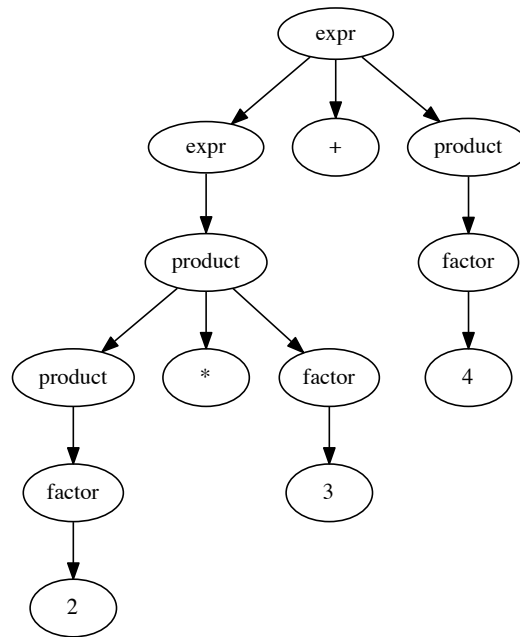 expr
expr + product
product factor
product * factor 4
factor 3
2